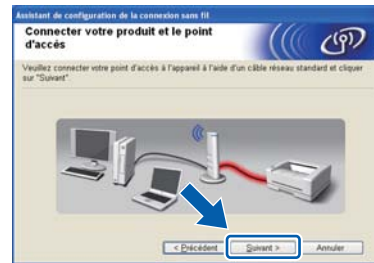 Assistant de configuration de la connexion sans fil
Connecter votre produit et le point
d'accés
Veuillez connecter votre point d'accès à l'appareil à l'aide d'un câble réseau standard et cliquer
sur "Suivant".
< Précédent
Suivant >
Annuler